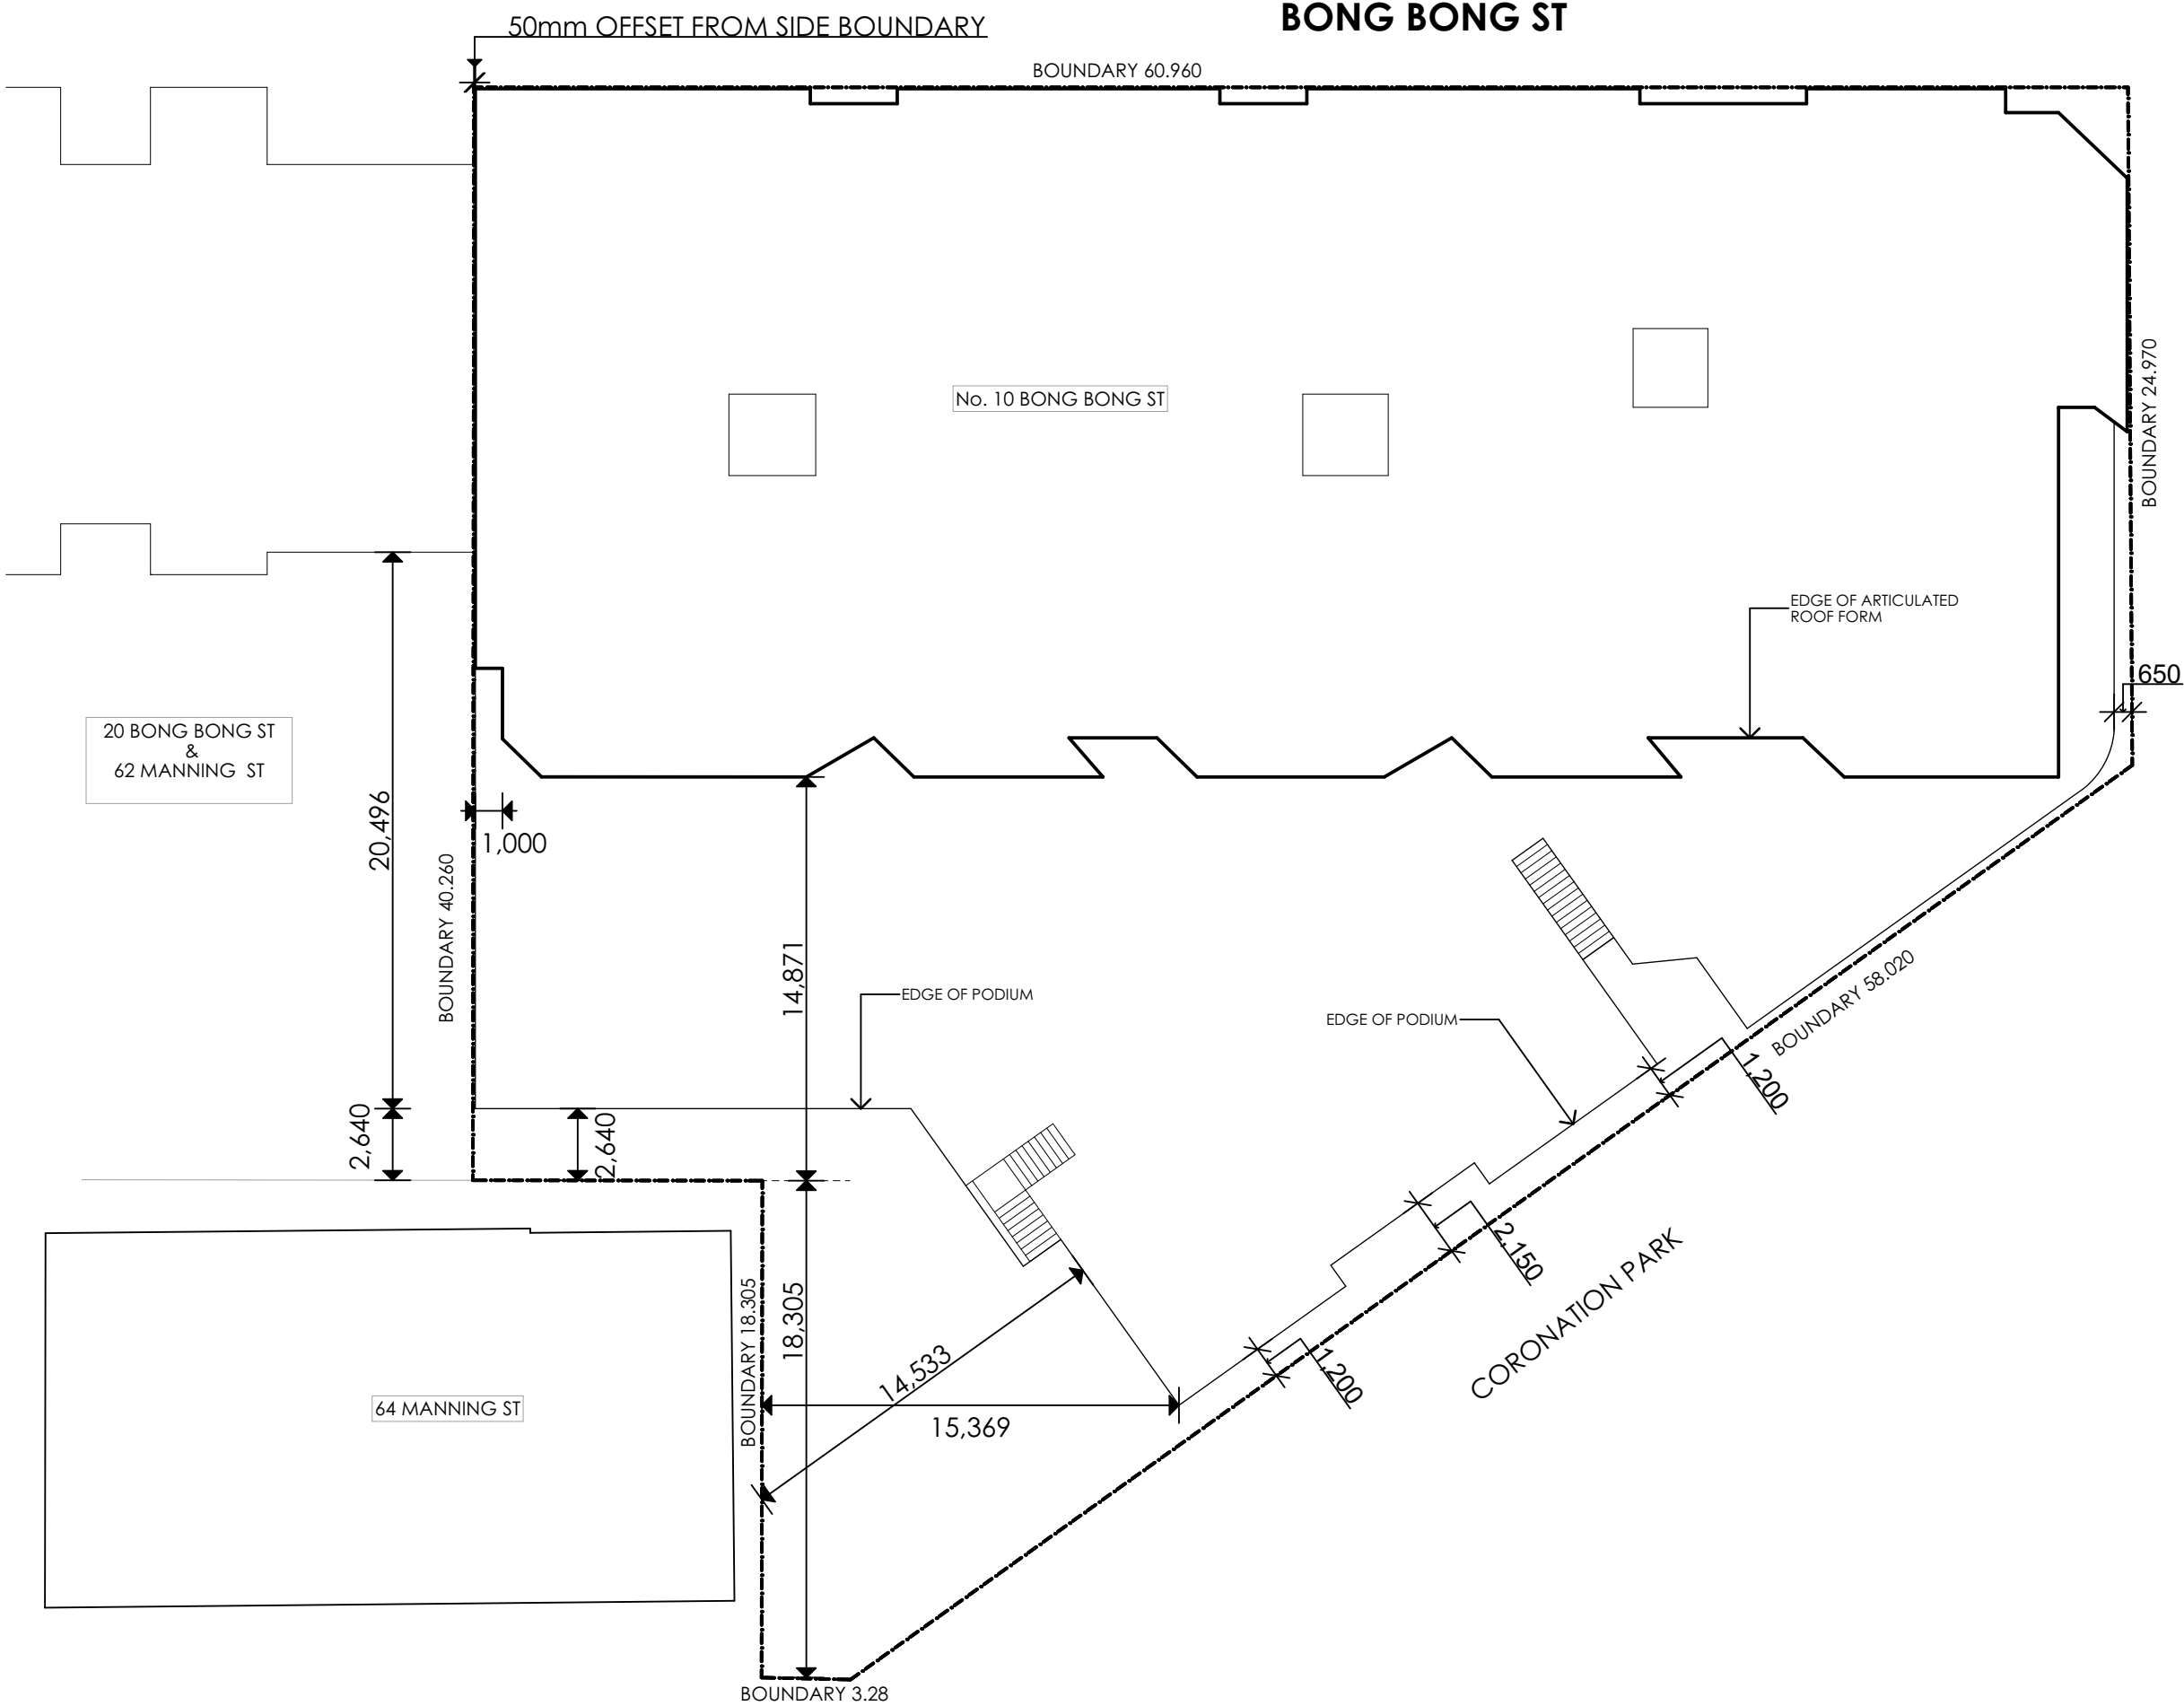 50mm OFFSET FROM SIDE BOUNDARY
BONG BONG ST
BOUNDARY 60.960
No. 10 BONG BONG ST
BOUNDARY 24.970
EDGE OF ARTICULATED
ROOF FORM
650
20 BONG BONG ST
&
62 MANNING ST
20,496
1,000
BOUNDARY 40.260
14,871
EDGE OF PODIUM
EDGE OF PODIUM
BOUNDARY 58.020
1,200
2,640
2,640
2,150
CORONATION PARK
BOUNDARY 18.305
18,305
14,533
1,200
64 MANNING ST
15,369
BOUNDARY 3.28